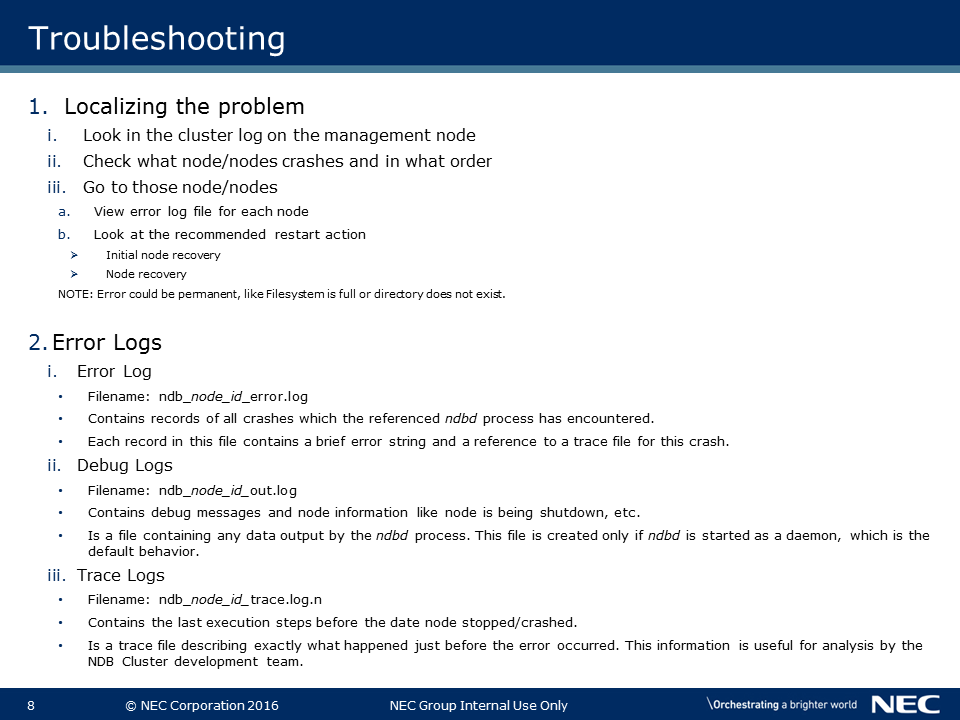 Troubleshooting
1. Localizing the problem
i. Look in the cluster log on the management node
ii. Check what node/nodes crashes and in what order
iii. Go to those node/nodes
a. View error log file for each node
b. Look at the recommended restart action
➢ Initial node recovery
➢ Node recovery
NOTE: Error could be permanent, like Filesystem is full or directory does not exist.
2. Error Logs
i. Error Log
• Filename: ndb_node_id_error.log
• Contains records of all crashes which the referenced ndbd process has encountered.
• Each record in this file contains a brief error string and a reference to a trace file for this crash.
ii. Debug Logs
• Filename: ndb_node_id_out.log
• Contains debug messages and node information like node is being shutdown, etc.
• Is a file containing any data output by the ndbd process. This file is created only if ndbd is started as a daemon, which is the
default behavior.
iii. Trace Logs
• Filename: ndb_node_id_trace.log.n
• Contains the last execution steps before the date node stopped/crashed.
• Is a trace file describing exactly what happened just before the error occurred. This information is useful for analysis by the
NDB Cluster development team.
8 © NEC Corporation 2016 NEC Group Internal Use Only \Orchestrating a brighter world NEC